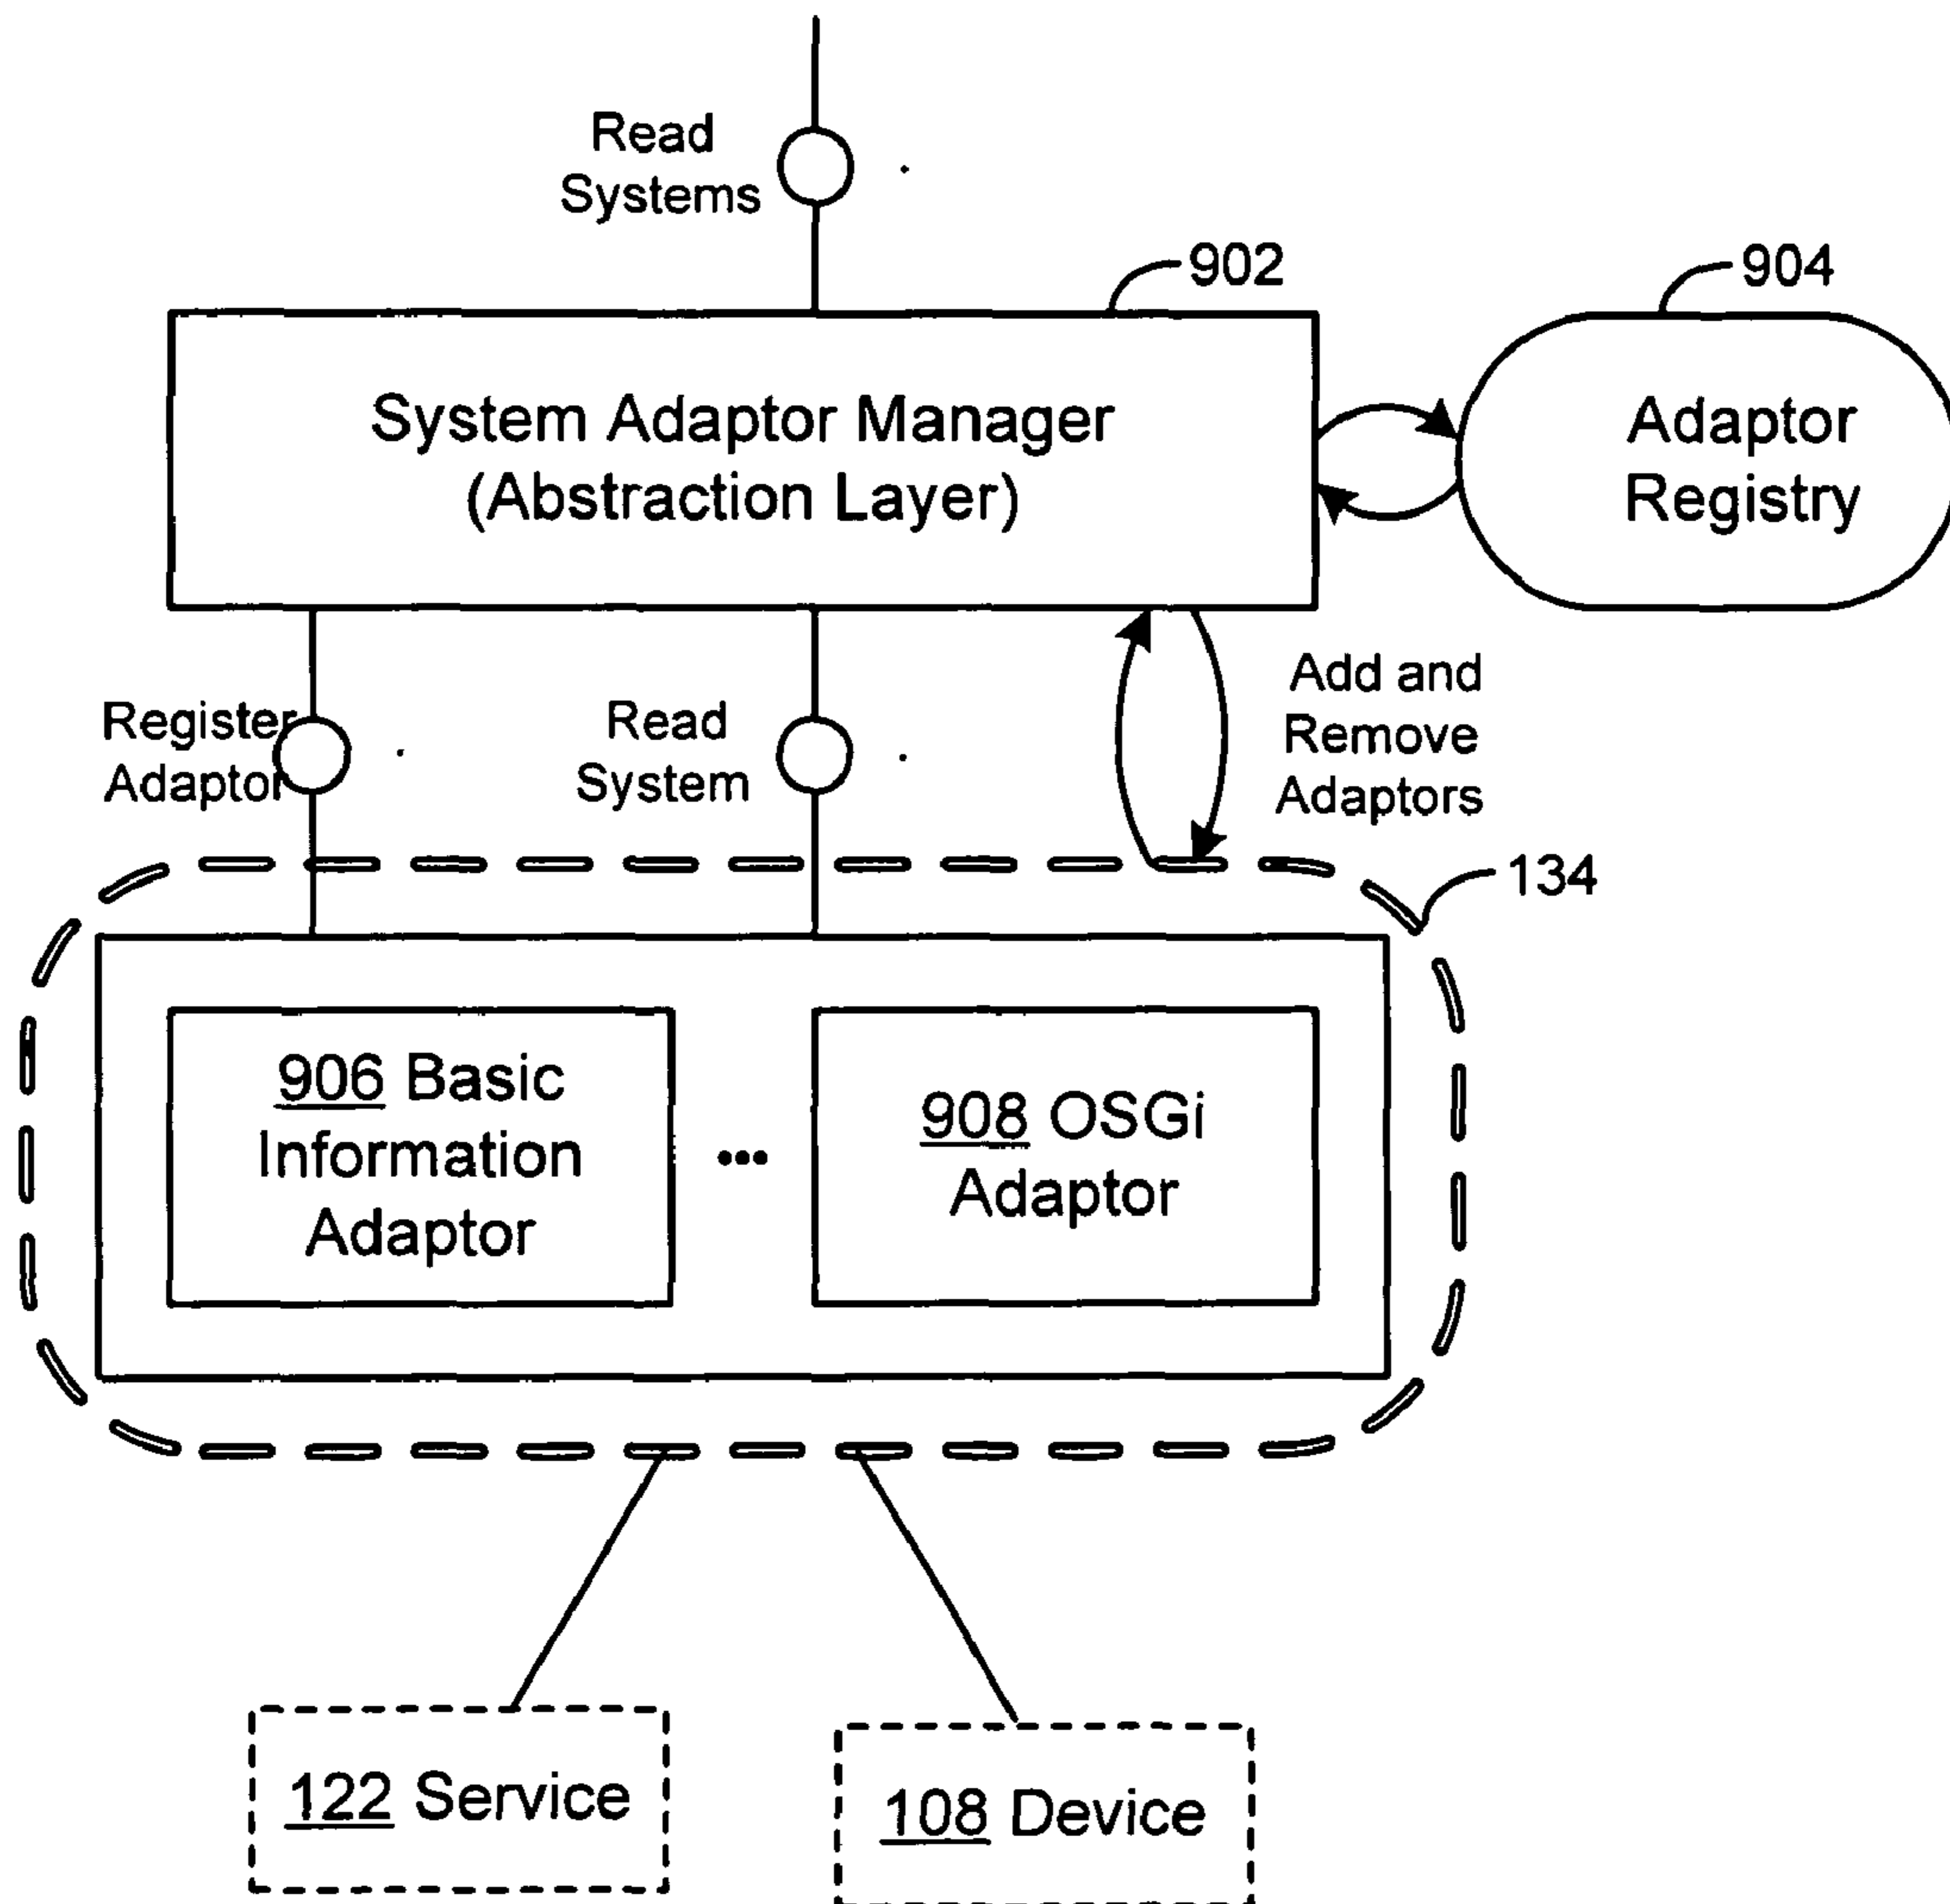 Read
Systems
902
904
System Adaptor Manager
(Abstraction Layer)
Adaptor
Registry
Register
Adaptor
Read
System
Add and
Remove
Adaptors
134
906 Basic
Information
Adaptor
...
908 OSGi
Adaptor
122 Service
108 Device